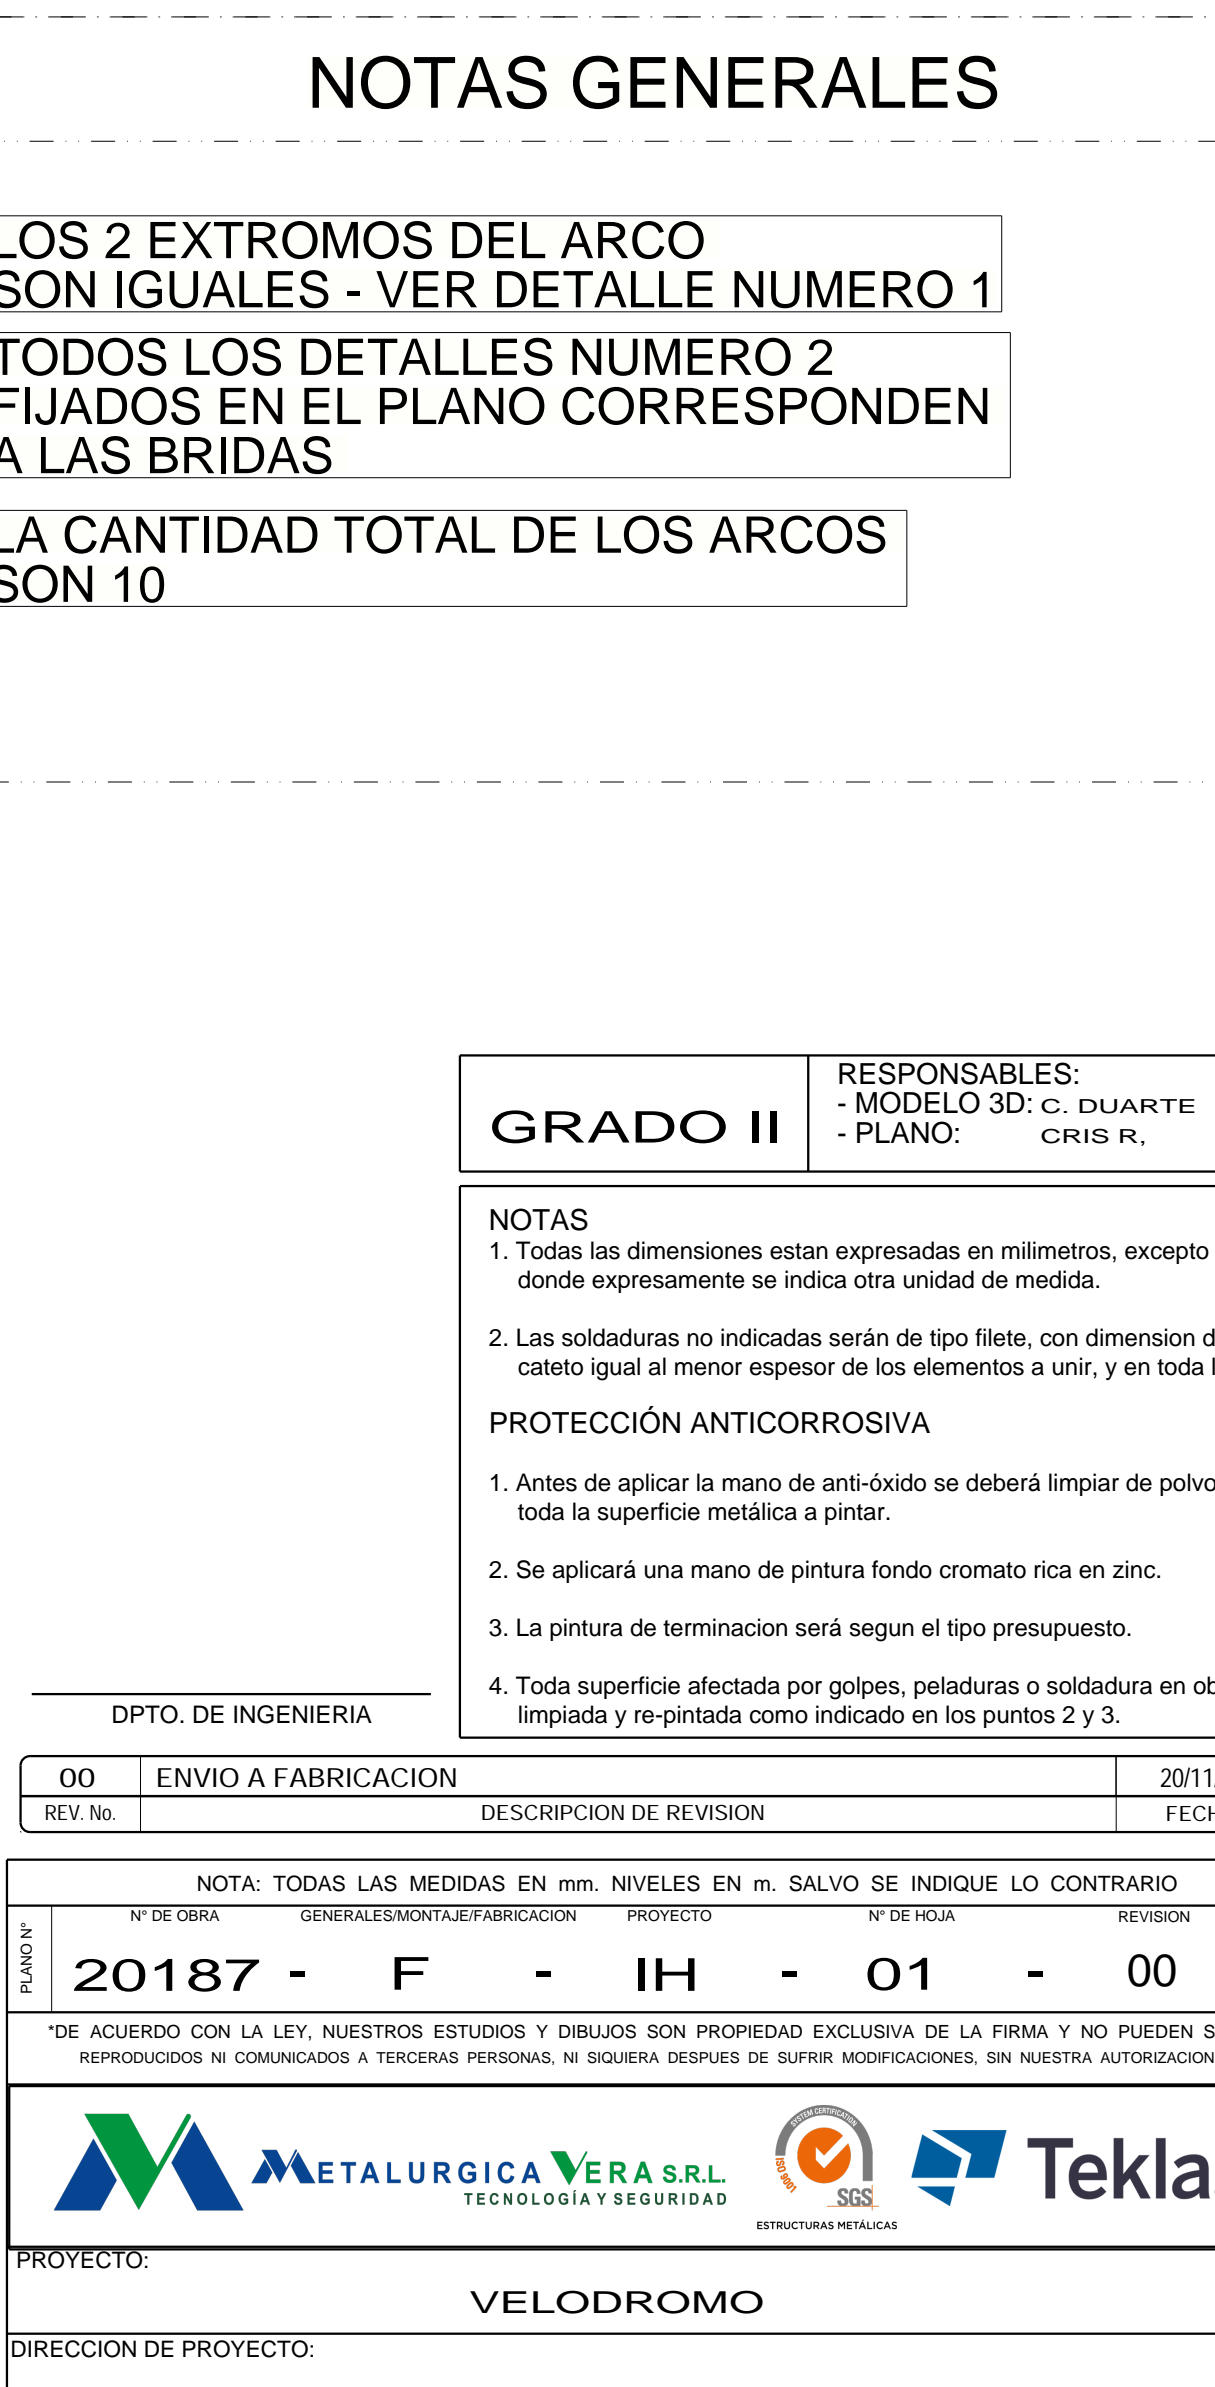 NOTAS GENERALES
LOS 2 EXTROMOS DEL ARCO
SON IGUALES - VER DETALLE NUMERO 1
TODOS LOS DETALLES NUMERO 2
FIJADOS EN EL PLANO CORRESPONDEN
A LAS BRIDAS
LA CANTIDAD TOTAL DE LOS ARCOS
SON 10
GRADO II
RESPONSABLES:
- MODELO 3D: C. DUARTE
- PLANO: CRIS R,
NOTAS
1. Todas las dimensiones estan expresadas en milimetros, excepto
donde expresamente se indica otra unidad de medida.
2. Las soldaduras no indicadas serán de tipo filete, con dimension d
cateto igual al menor espesor de los elementos a unir, y en toda l
PROTECCIÓN ANTICORROSIVA
1. Antes de aplicar la mano de anti-óxido se deberá limpiar de polvo
toda la superficie metálica a pintar.
2. Se aplicará una mano de pintura fondo cromato rica en zinc.
3. La pintura de terminacion será segun el tipo presupuesto.
4. Toda superficie afectada por golpes, peladuras o soldadura en ob
limpiada y re-pintada como indicado en los puntos 2 y 3.
DPTO. DE INGENIERIA
00 ENVIO A FABRICACION 20/11
REV. No. DESCRIPCION DE REVISION FECH
NOTA: TODAS LAS MEDIDAS EN mm. NIVELES EN m. SALVO SE INDIQUE LO CONTRARIO
PLANO N°
N° DE OBRA GENERALES/MONTAJE/FABRICACION PROYECTO N° DE HOJA REVISION
20187 - F - IH - 01 - 00
*DE ACUERDO CON LA LEY, NUESTROS ESTUDIOS Y DIBUJOS SON PROPIEDAD EXCLUSIVA DE LA FIRMA Y NO PUEDEN S
REPRODUCIDOS NI COMUNICADOS A TERCERAS PERSONAS, NI SIQUIERA DESPUES DE SUFRIR MODIFICACIONES, SIN NUESTRA AUTORIZACION
METALURGICA VERA S.R.L.
TECNOLOGÍA Y SEGURIDAD
SYSTEM CERTIFICATION
ISO 9001
SGS
ESTRUCTURAS METÁLICAS
Tekla
PROYECTO:
VELODROMO
DIRECCION DE PROYECTO: